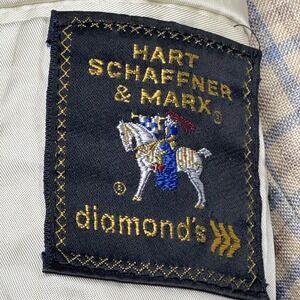 HART
SCHAFFNER
& MARX®
®
diamond's